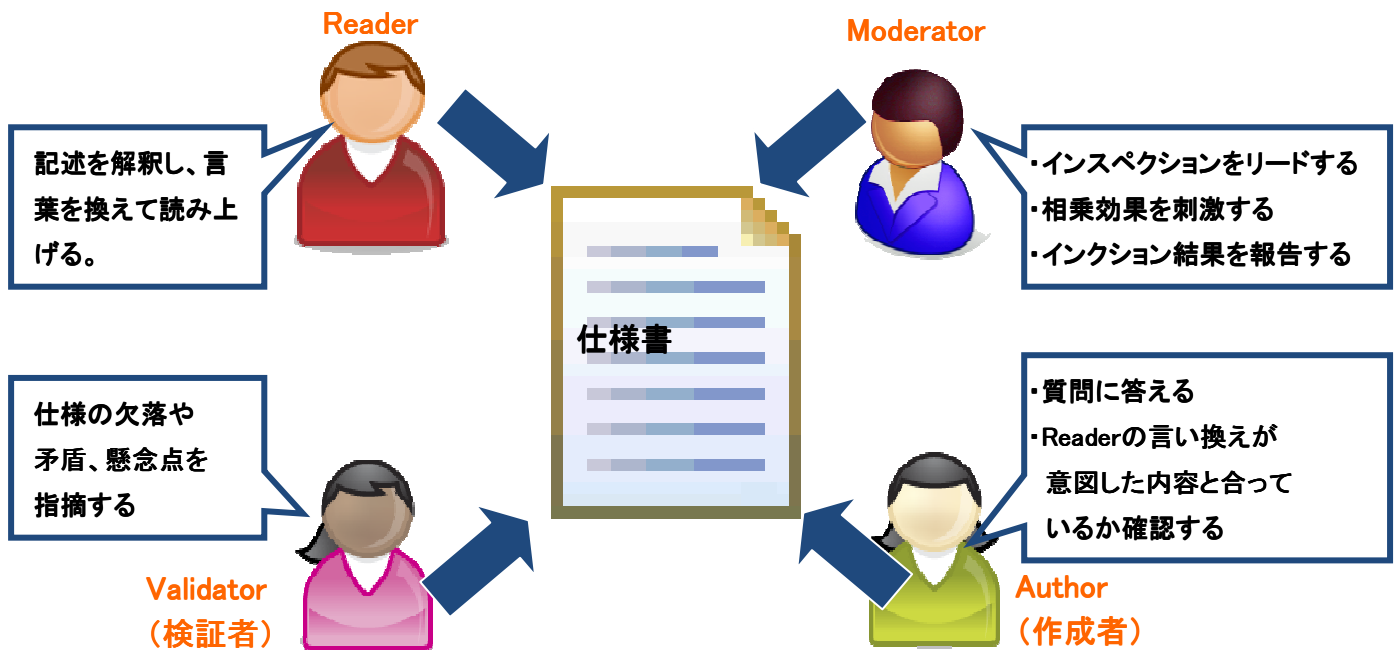 Reader
記述を解釈し、言
葉を換えて読み上
げる。
Moderator
・インスペクションをリードする
・相乗効果を刺激する
・インクション結果を報告する
仕様書
仕様の欠落や
矛盾、懸念点を
指摘する
Validator
（検証者）
・質問に答える
・Readerの言い換えが
意図した内容と合って
いるか確認する
Author
（作成者）